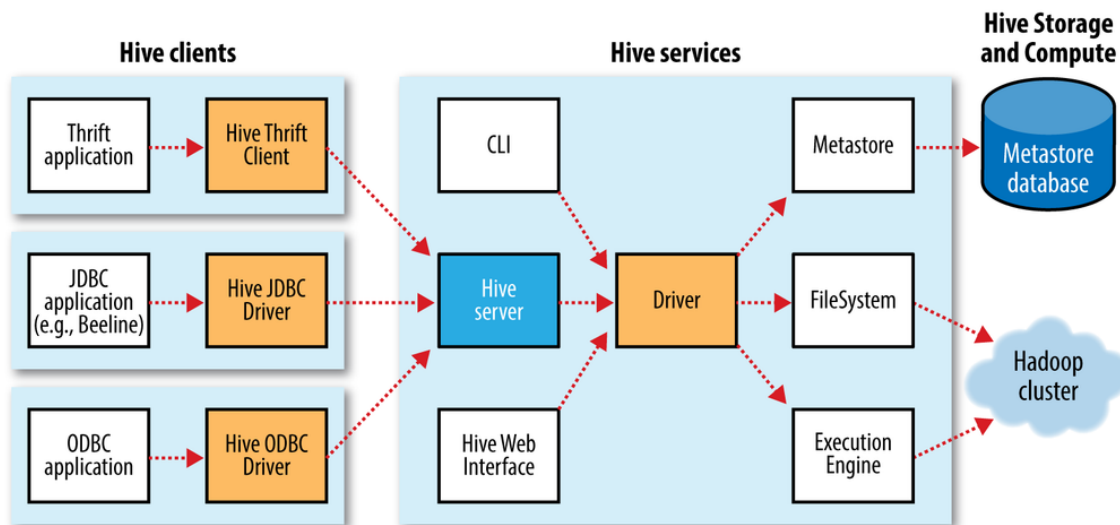 Hive clients
Thrift
application
Hive Thrift
Client
JDBC
application
(e.g., Beeline)
Hive JDBC
Driver
ODBC
application
Hive ODBC
Driver
Hive services
CLI
Hive
server
Hive Web
Interface
Driver
Metastore
FileSystem
Execution
Engine
Hive Storage
and Compute
Metastore
database
Hadoop
cluster